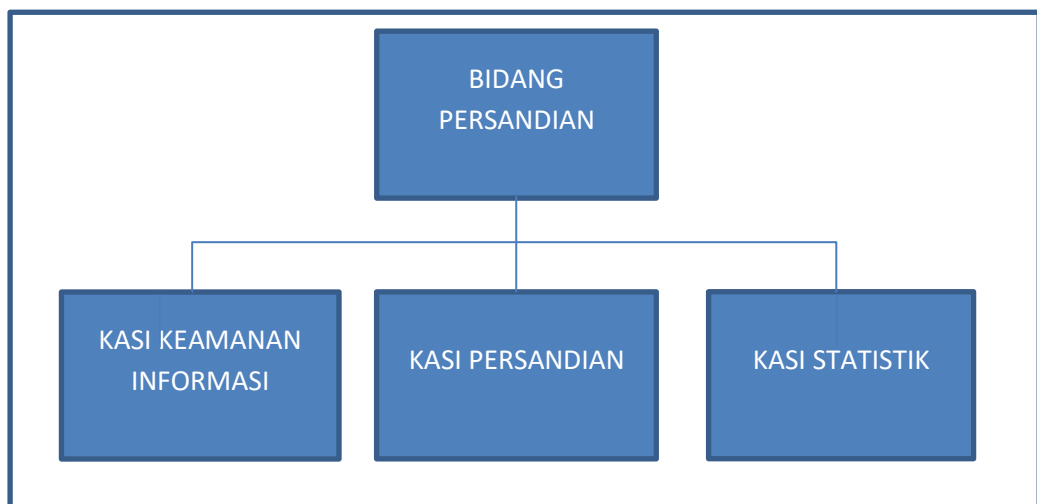 BIDANG
PERSANDIAN
KASI KEAMANAN
INFORMASI
KASI PERSANDIAN
KASI STATISTIK